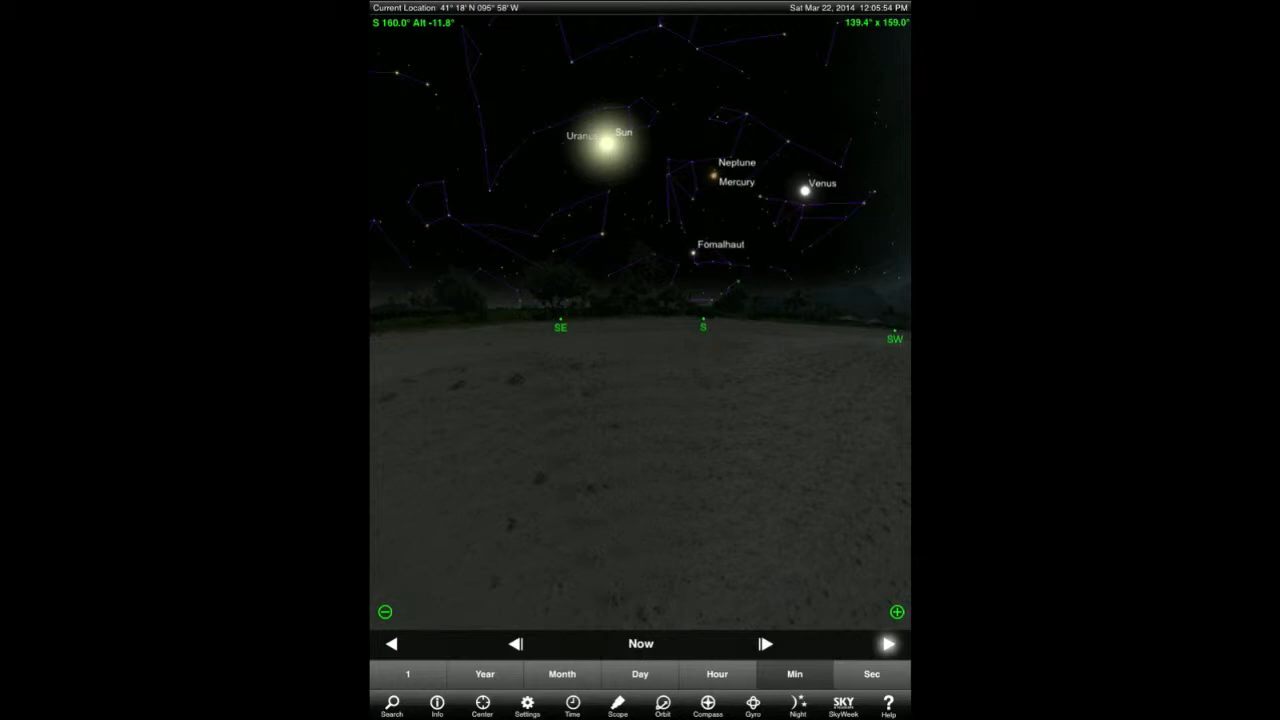 Current Location 41° 18' N 095° 58' W
Sat Mar 22, 2014 12:05:54 PM
S 160.0° Alt -11.8°
139.4° x 159.0°
Uranus
Sun
Neptune
Mercury
Venus
Fomalhaut
SE
S
SW
Now
1 Year Month Day Hour Min Sec
SKY
Search Info Center Settings Time Scope Orbit Compass Gyro Night SkyWeek Help